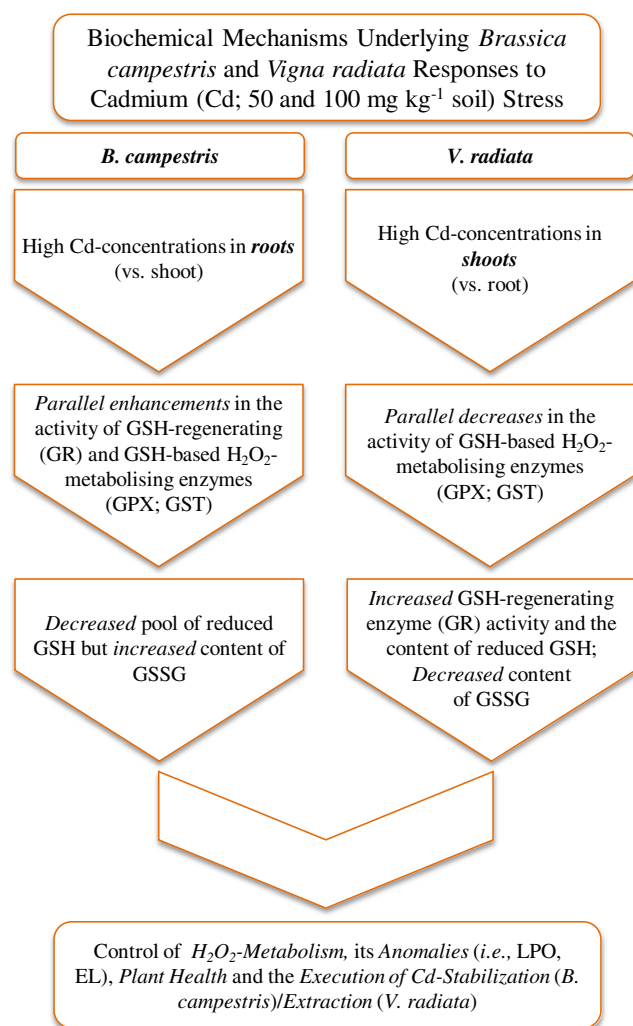 Biochemical Mechanisms Underlying Brassica
campestris and Vigna radiata Responses to
Cadmium (Cd; 50 and 100 mg kg⁻¹ soil) Stress
B. campestris
V. radiata
High Cd-concentrations in roots
(vs. shoot)
High Cd-concentrations in
shoots
(vs. root)
Parallel enhancements in the
activity of GSH-regenerating
(GR) and GSH-based H₂O₂-
metabolising enzymes
(GPX; GST)
Parallel decreases in the
activity of GSH-based H₂O₂-
metabolising enzymes
(GPX; GST)
Decreased pool of reduced
GSH but increased content of
GSSG
Increased GSH-regenerating
enzyme (GR) activity and the
content of reduced GSH;
Decreased content
of GSSG
Control of H₂O₂-Metabolism, its Anomalies (i.e., LPO,
EL), Plant Health and the Execution of Cd-Stabilization (B.
campestris)/Extraction (V. radiata)